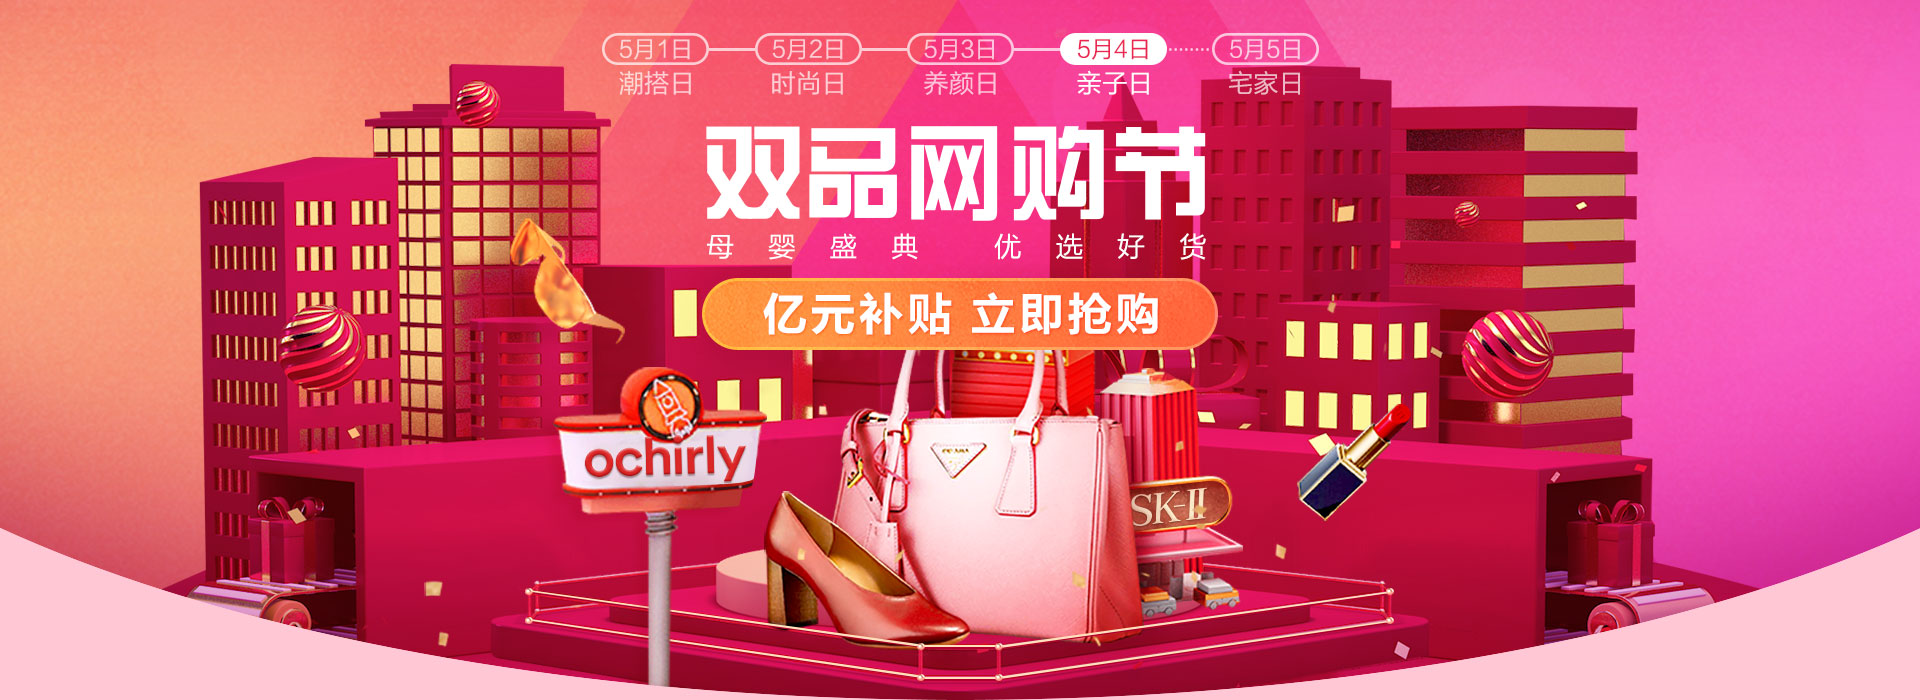 5月1日 5月2日 5月3日 5月4日 5月5日
潮搭日 时尚日 养颜日 亲子日 宅家日
双品网购节
母婴盛典 优选好货
亿元补贴 立即抢购
ochirly
PRADA
SK-II